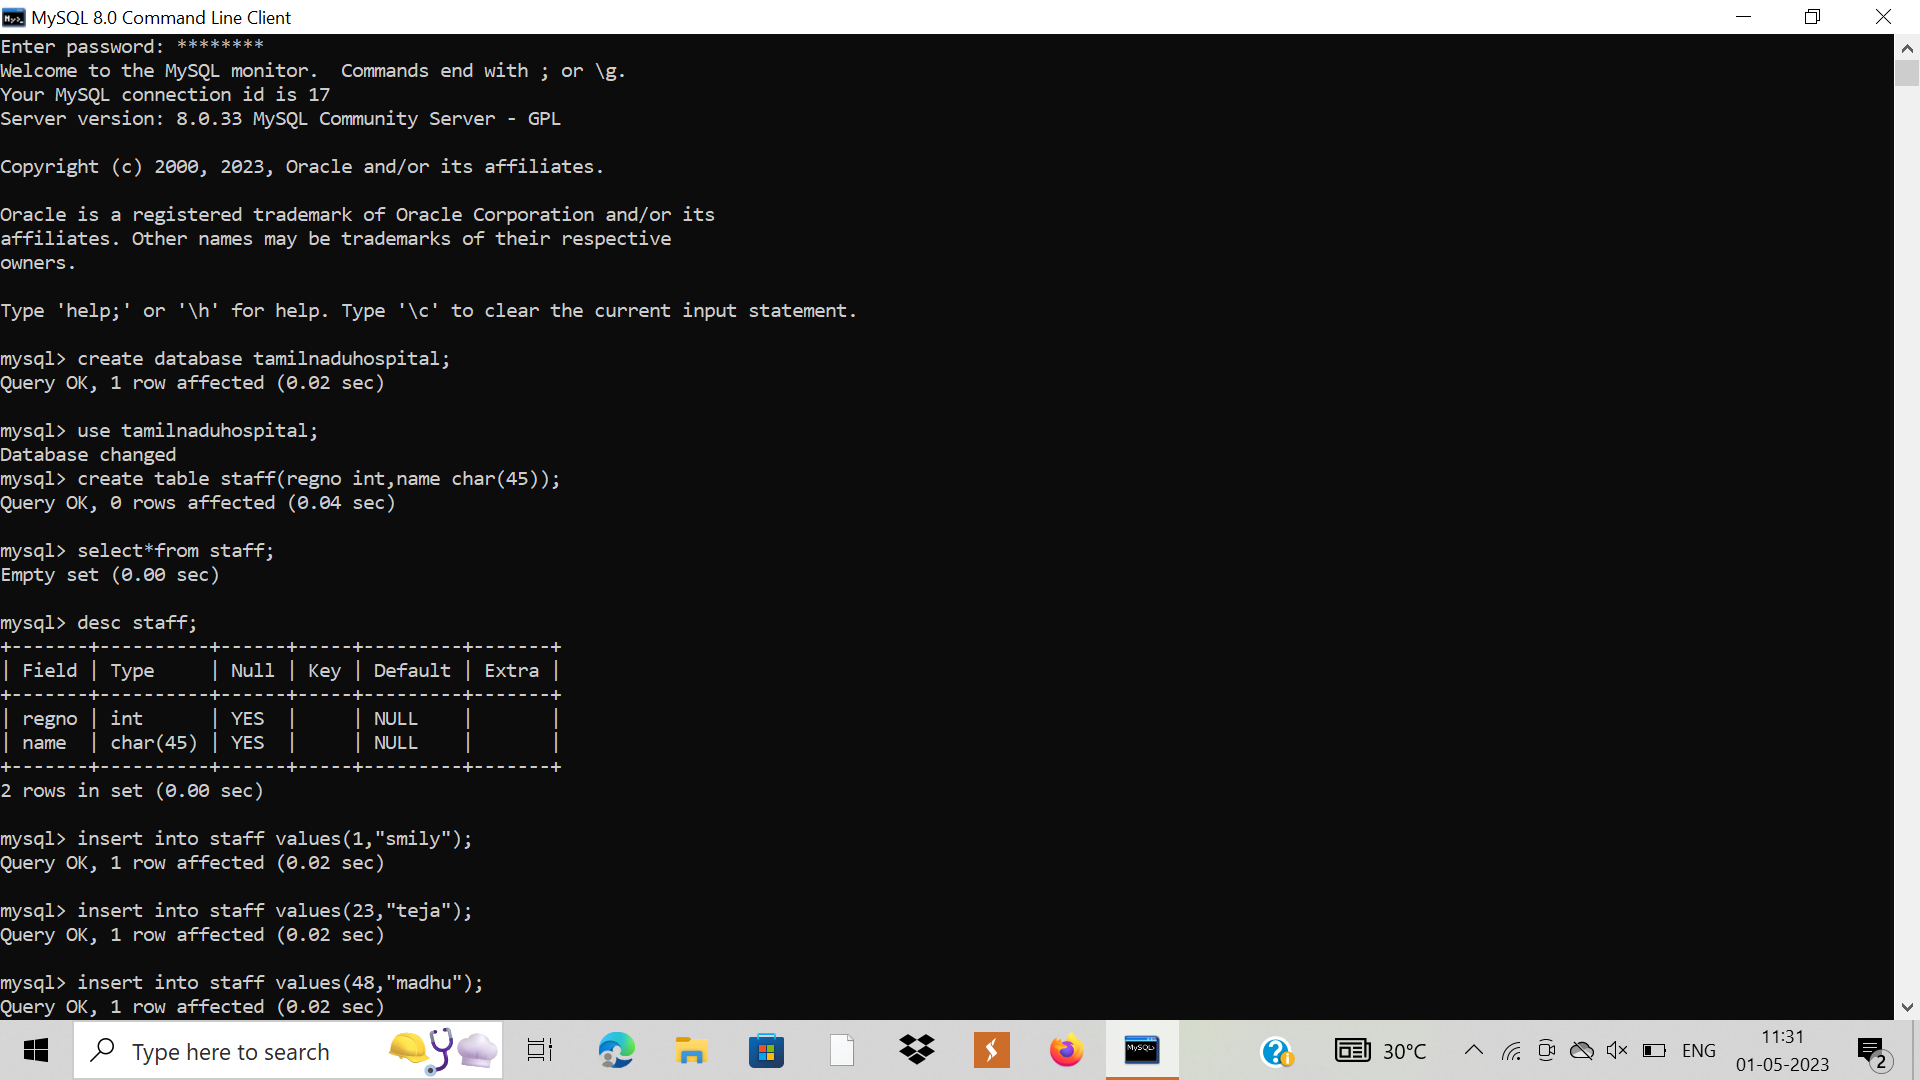 MySQL 8.0 Command Line Client
Enter password: ********
Welcome to the MySQL monitor.  Commands end with ; or \g.
Your MySQL connection id is 17
Server version: 8.0.33 MySQL Community Server - GPL
Copyright (c) 2000, 2023, Oracle and/or its affiliates.
Oracle is a registered trademark of Oracle Corporation and/or its
affiliates. Other names may be trademarks of their respective
owners.
Type 'help;' or '\h' for help. Type '\c' to clear the current input statement.
mysql> create database tamilnaduhospital;
Query OK, 1 row affected (0.02 sec)
mysql> use tamilnaduhospital;
Database changed
mysql> create table staff(regno int,name char(45));
Query OK, 0 rows affected (0.04 sec)
mysql> select*from staff;
Empty set (0.00 sec)
mysql> desc staff;
+-------+----------+------+-----+---------+-------+
| Field | Type     | Null | Key | Default | Extra |
+-------+----------+------+-----+---------+-------+
| regno | int      | YES  |     | NULL    |       |
| name  | char(45) | YES  |     | NULL    |       |
+-------+----------+------+-----+---------+-------+
2 rows in set (0.00 sec)
mysql> insert into staff values(1,"smily");
Query OK, 1 row affected (0.02 sec)
mysql> insert into staff values(23,"teja");
Query OK, 1 row affected (0.02 sec)
mysql> insert into staff values(48,"madhu");
Query OK, 1 row affected (0.02 sec)
Type here to search
MySQL>
30°C
ENG
11:31
01-05-2023
2